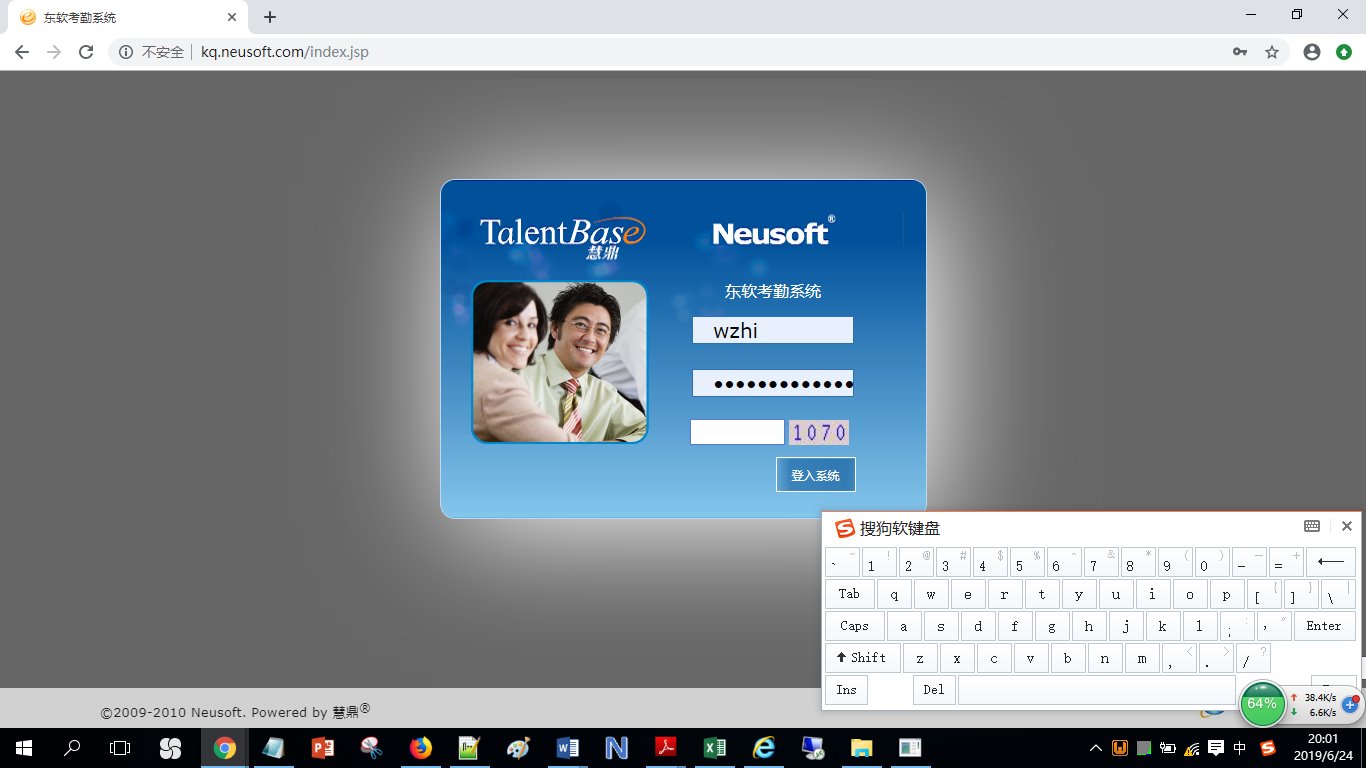 东软考勤系统
不安全 kq.neusoft.com/index.jsp
TalentBase
慧鼎
Neusoft®
东软考勤系统
wzhi
•••••••••••••
1070
登入系统
搜狗软键盘
` ~ 1 ! 2 @ 3 # 4 $ 5 % 6 ^ 7 & 8 * 9 ( 0 ) - _ = +
Tab q w e r t y u i o p [ { ] } \ |
Caps a s d f g h j k l ; : ' " Enter
Shift z x c v b n m , < . > / ?
Ins Del
64% 38.4K/s
6.6K/s
©2009-2010 Neusoft. Powered by 慧鼎®
中 20:01
2019/6/24